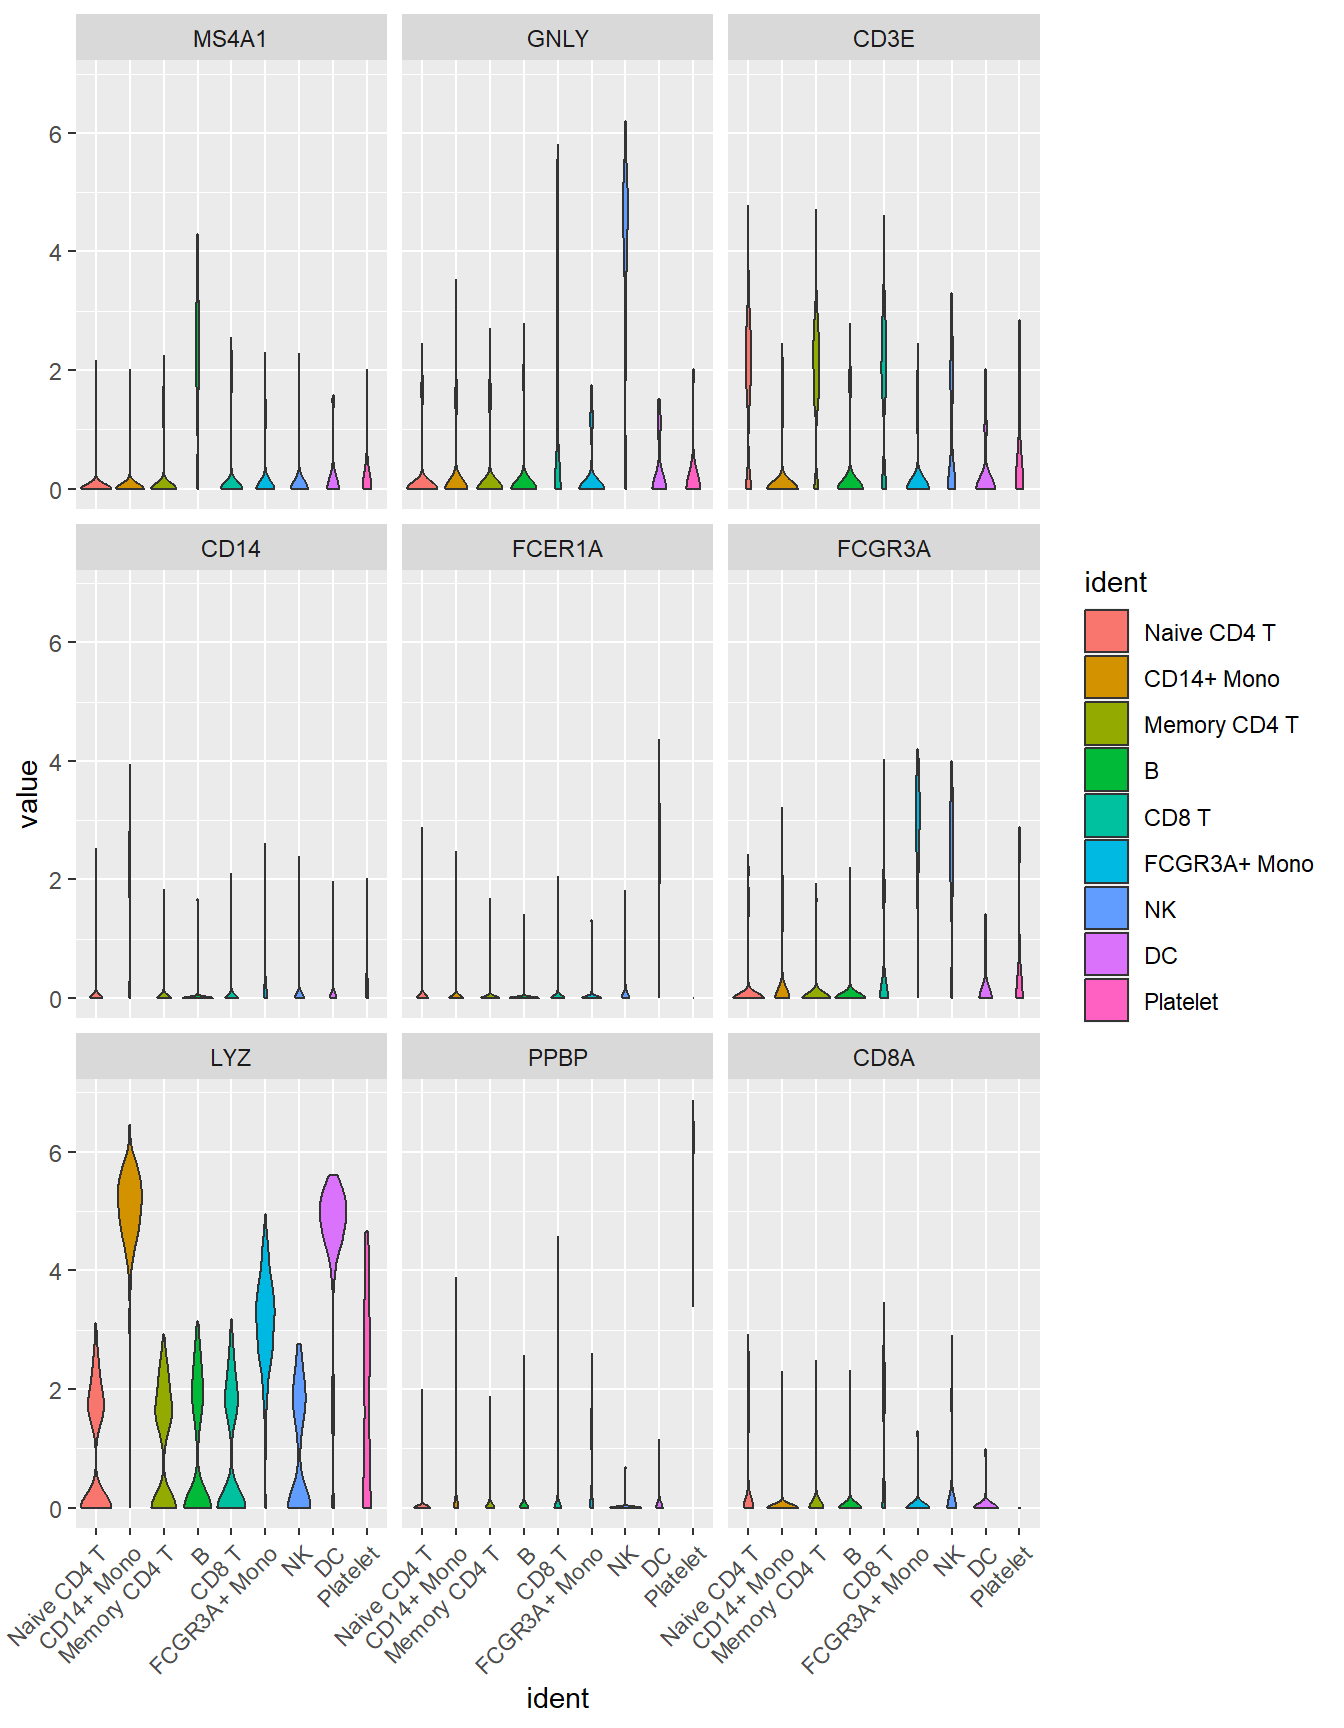 MS4A1 GNLY CD3E
6
4
2
0
CD14 FCER1A FCGR3A
6
4
2
0
LYZ PPBP CD8A
6
4
2
0
value
Naive CD4 T CD14+ Mono Memory CD4 T B CD8 T FCGR3A+ Mono NK DC Platelet
Naive CD4 T CD14+ Mono Memory CD4 T B CD8 T FCGR3A+ Mono NK DC Platelet
Naive CD4 T CD14+ Mono Memory CD4 T B CD8 T FCGR3A+ Mono NK DC Platelet
ident
ident
Naive CD4 T
CD14+ Mono
Memory CD4 T
B
CD8 T
FCGR3A+ Mono
NK
DC
Platelet